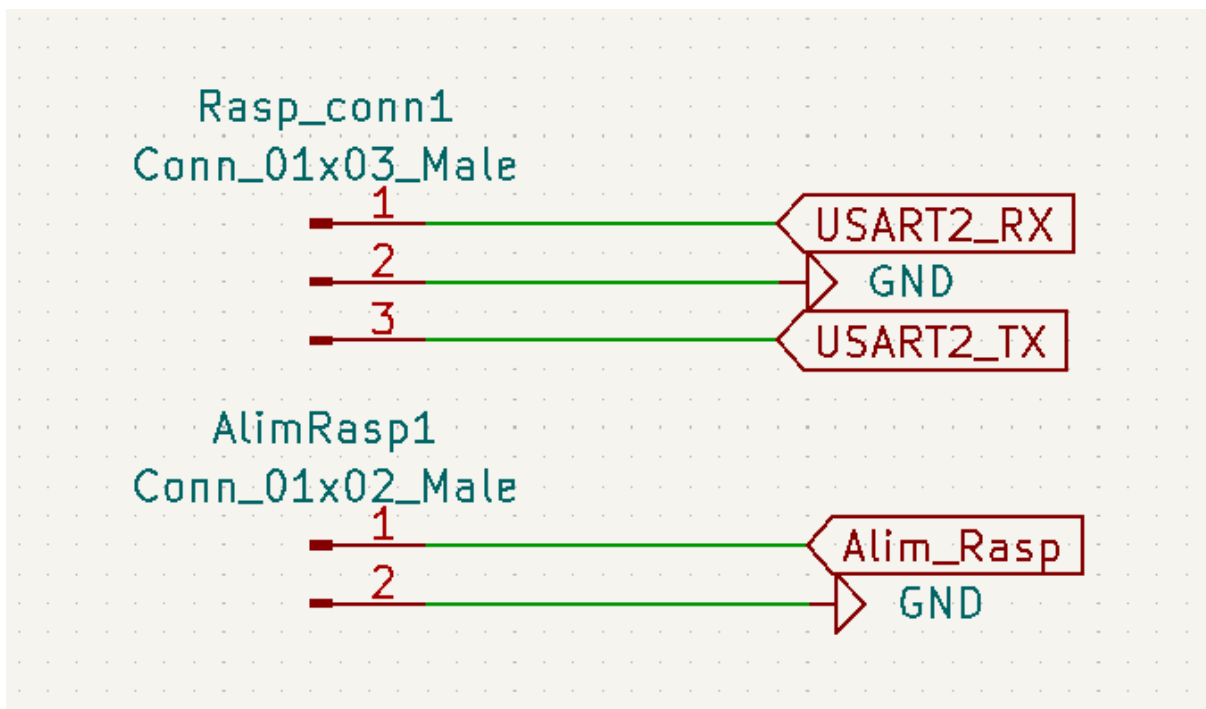 Rasp_conn1
Conn_01x03_Male
1
USART2_RX
2
GND
3
USART2_TX
AlimRasp1
Conn_01x02_Male
1
Alim_Rasp
2
GND